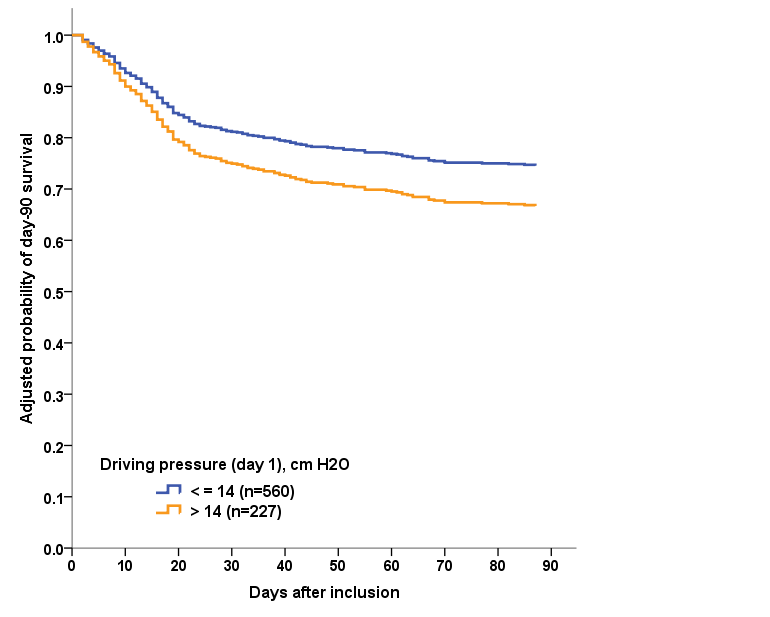 Adjusted probability of day-90 survival
1.0
0.9
0.8
0.7
0.6
0.5
0.4
0.3
0.2
0.1
0.0
Driving pressure (day 1), cm H2O
< = 14 (n=560)
> 14 (n=227)
0 10 20 30 40 50 60 70 80 90
Days after inclusion